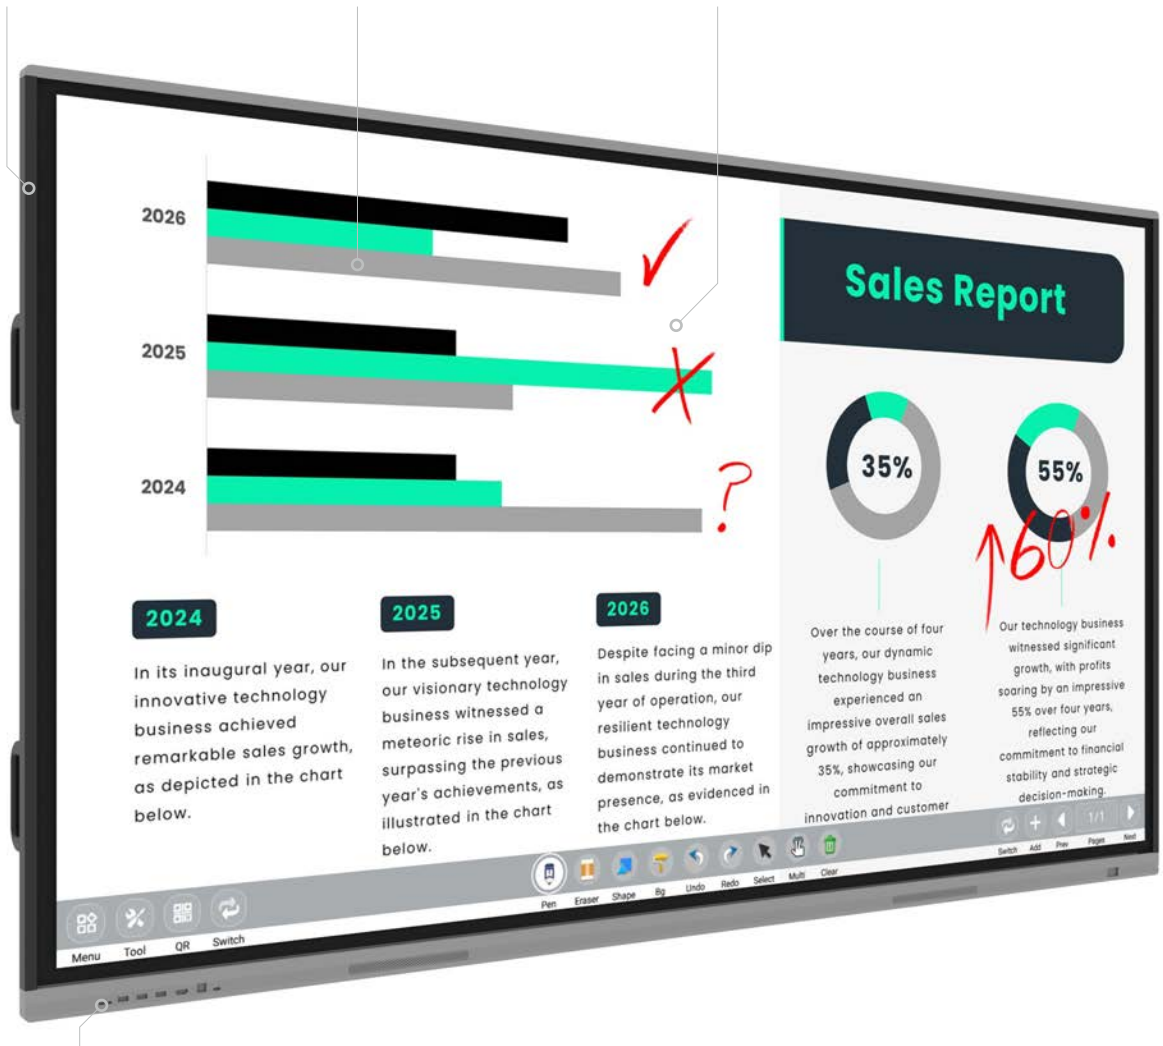 2026
2025
2024
Sales Report
35%
55%
↑60%
?
2024
In its inaugural year, our
innovative technology
business achieved
remarkable sales growth,
as depicted in the chart
below.
2025
In the subsequent year,
our visionary technology
business witnessed a
meteoric rise in sales,
surpassing the previous
year's achievements, as
illustrated in the chart
below.
2026
Despite facing a minor dip
in sales during the third
year of operation, our
resilient technology
business continued to
demonstrate its market
presence, as evidenced in
the chart below.
Over the course of four
years, our dynamic
technology business
experienced an
impressive overall sales
growth of approximately
35%, showcasing our
commitment to
innovation and customer
Our technology business
witnessed significant
growth, with profits
soaring by an impressive
55% over four years,
reflecting our
commitment to financial
stability and strategic
decision-making.
Menu Tool QR Switch
Pen Eraser Shape Bg Undo Redo Select Multi Clear
1/1
Switch Add Prev Pages Next